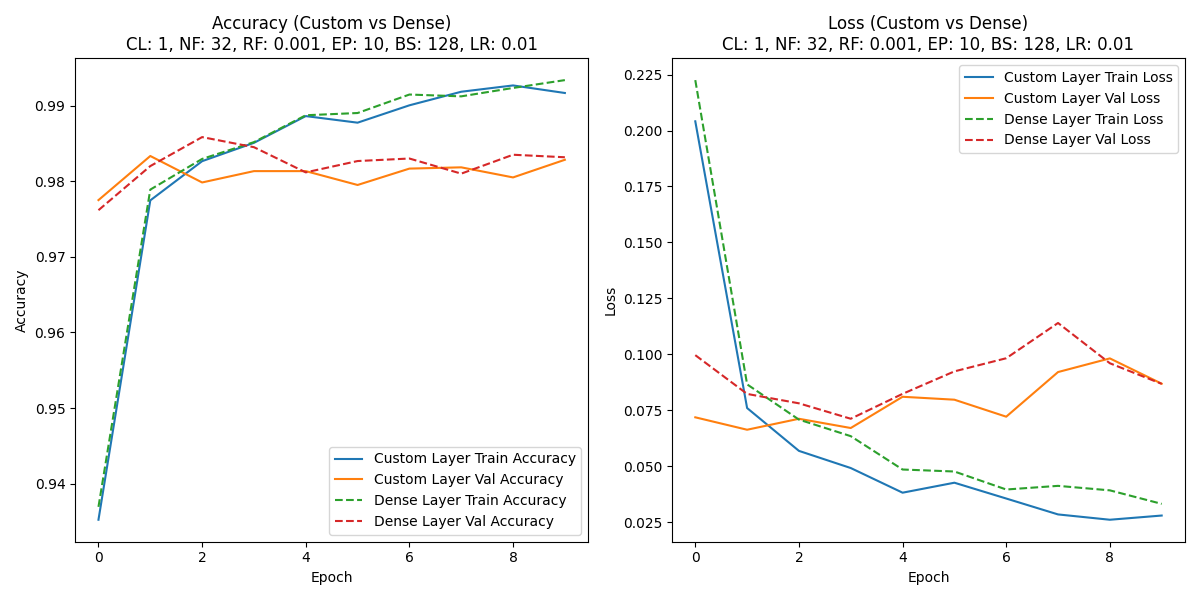 Accuracy (Custom vs Dense)
CL: 1, NF: 32, RF: 0.001, EP: 10, BS: 128, LR: 0.01
0.99
0.98
0.97
0.96
0.95
0.94
Accuracy
Custom Layer Train Accuracy
Custom Layer Val Accuracy
Dense Layer Train Accuracy
Dense Layer Val Accuracy
0 2 4 6 8
Epoch
Loss (Custom vs Dense)
CL: 1, NF: 32, RF: 0.001, EP: 10, BS: 128, LR: 0.01
0.225
0.200
0.175
0.150
0.125
0.100
0.075
0.050
0.025
Loss
Custom Layer Train Loss
Custom Layer Val Loss
Dense Layer Train Loss
Dense Layer Val Loss
0 2 4 6 8
Epoch